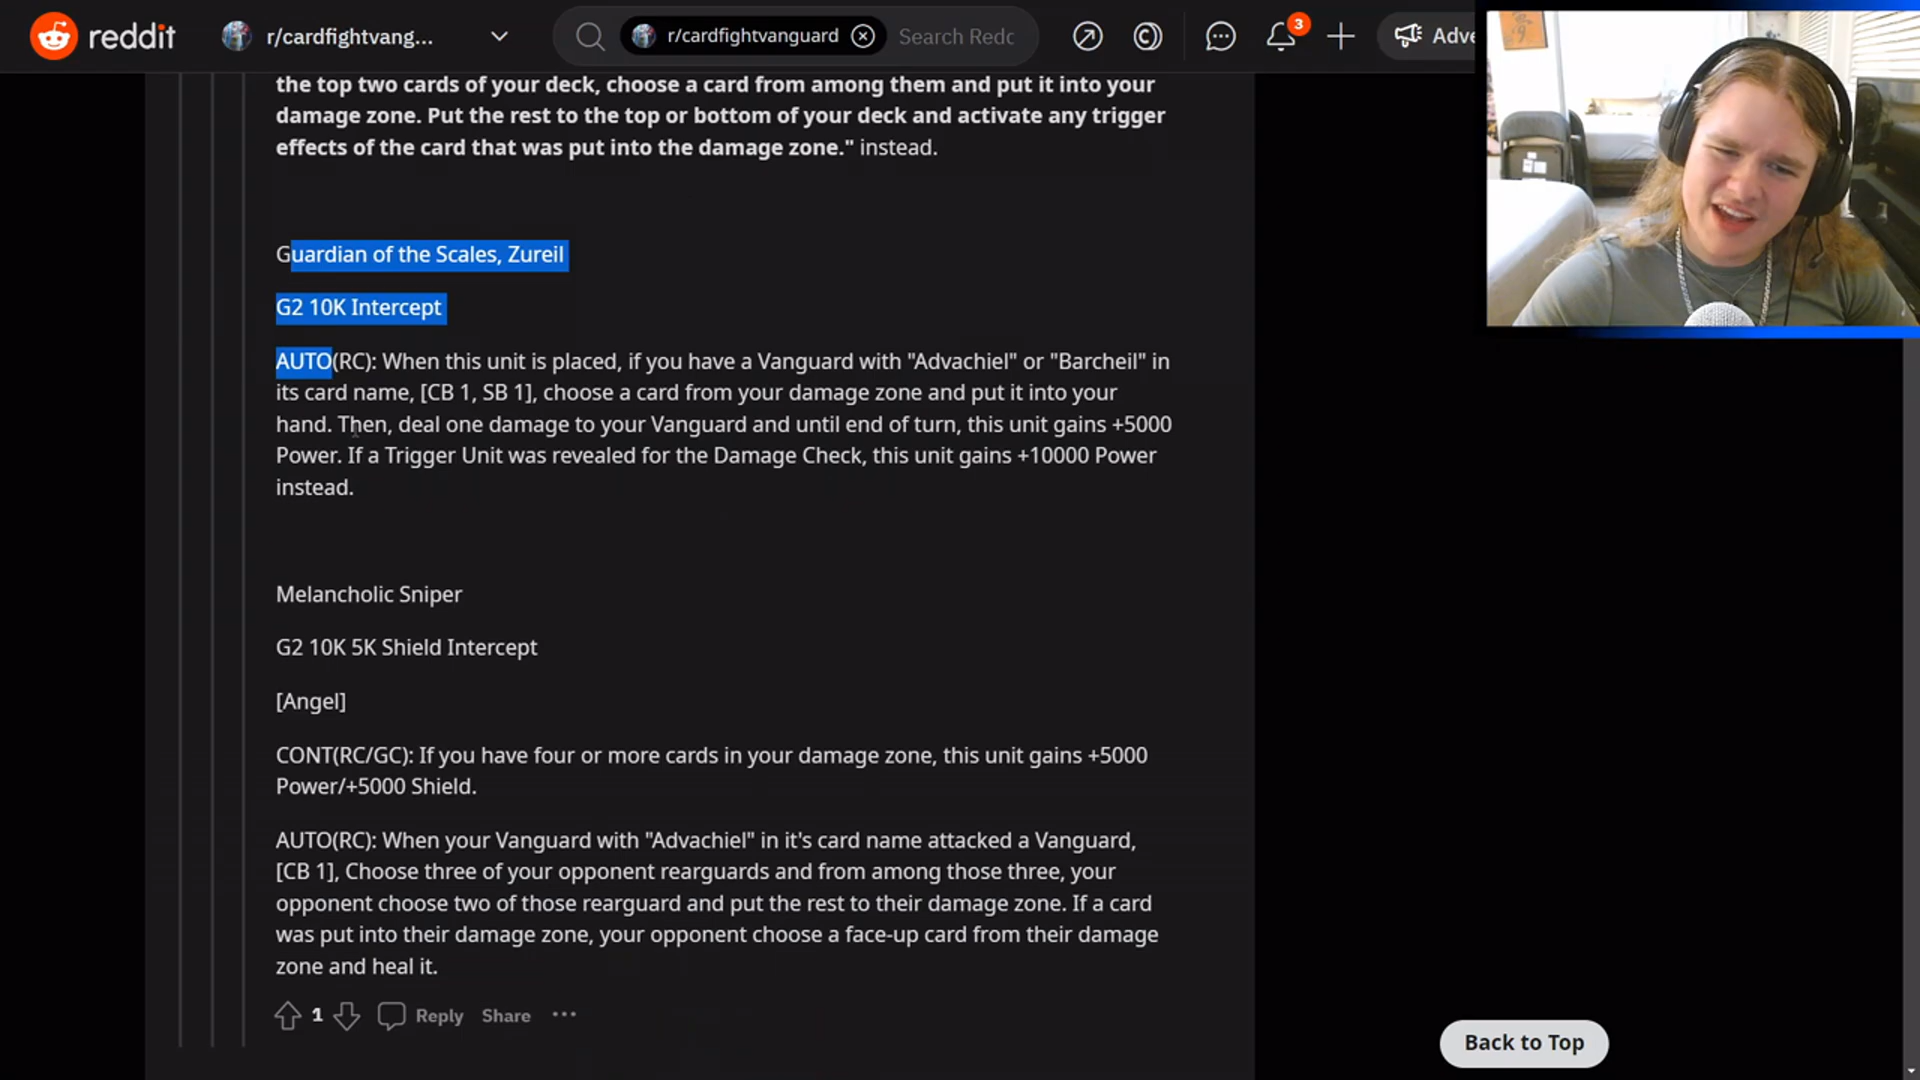 reddit
r/cardfightvang...
r/cardfightvanguard
Search Redc
3
Adve
the top two cards of your deck, choose a card from among them and put it into your
damage zone. Put the rest to the top or bottom of your deck and activate any trigger
effects of the card that was put into the damage zone." instead.
Guardian of the Scales, Zureil
G2 10K Intercept
AUTO(RC): When this unit is placed, if you have a Vanguard with "Advachiel" or "Barcheil" in
its card name, [CB 1, SB 1], choose a card from your damage zone and put it into your
hand. Then, deal one damage to your Vanguard and until end of turn, this unit gains +5000
Power. If a Trigger Unit was revealed for the Damage Check, this unit gains +10000 Power
instead.
Melancholic Sniper
G2 10K 5K Shield Intercept
[Angel]
CONT(RC/GC): If you have four or more cards in your damage zone, this unit gains +5000
Power/+5000 Shield.
AUTO(RC): When your Vanguard with "Advachiel" in it's card name attacked a Vanguard,
[CB 1], Choose three of your opponent rearguards and from among those three, your
opponent choose two of those rearguard and put the rest to their damage zone. If a card
was put into their damage zone, your opponent choose a face-up card from their damage
zone and heal it.
1
Reply
Share
Back to Top